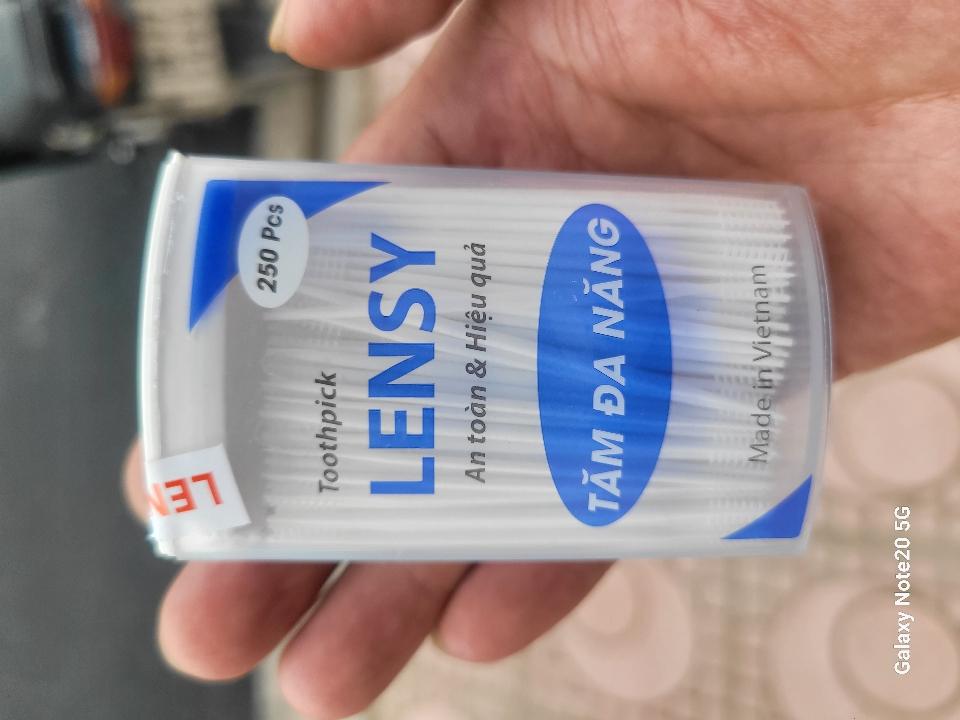 250 Pcs
Toothpick
LENSY
An toàn & Hiệu quả
TĂM ĐA NĂNG
Made in Vietnam
LEN
Galaxy Note20 5G